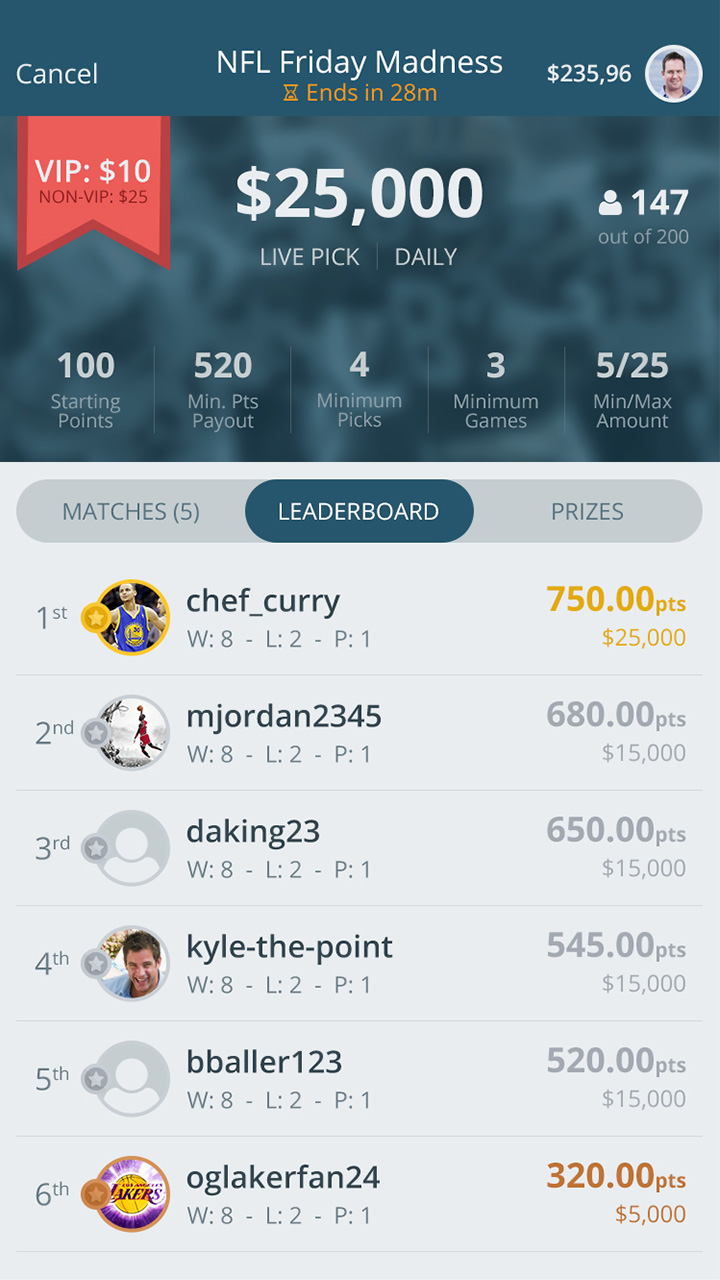 NFL Friday Madness
Cancel
$235,96
Ends in 28m
VIP: $10
NON-VIP: $25
$25,000
147
out of 200
LIVE PICK | DAILY
100
Starting
Points
520
Min. Pts
Payout
4
Minimum
Picks
3
Minimum
Games
5/25
Min/Max
Amount
MATCHES (5)
LEADERBOARD
PRIZES
1st
chef_curry
750.00pts
W: 8 - L: 2 - P: 1
$25,000
2nd
mjordan2345
680.00pts
W: 8 - L: 2 - P: 1
$15,000
3rd
daking23
650.00pts
W: 8 - L: 2 - P: 1
$15,000
4th
kyle-the-point
545.00pts
W: 8 - L: 2 - P: 1
$15,000
5th
bballer123
520.00pts
W: 8 - L: 2 - P: 1
$15,000
6th
LOS ANGELES
LAKERS
oglakerfan24
320.00pts
W: 8 - L: 2 - P: 1
$5,000